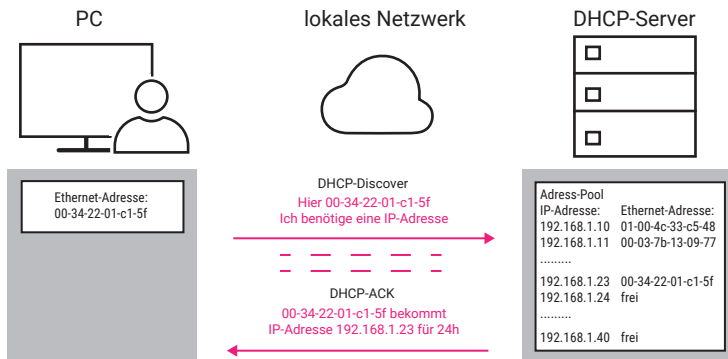 PC
lokales Netzwerk
DHCP-Server
Ethernet-Adresse:
00-34-22-01-c1-5f
DHCP-Discover
Hier 00-34-22-01-c1-5f
Ich benötige eine IP-Adresse
DHCP-ACK
00-34-22-01-c1-5f bekommt
IP-Adresse 192.168.1.23 für 24h
Adress-Pool
IP-Adresse: Ethernet-Adresse:
192.168.1.10 01-00-4c-33-c5-48
192.168.1.11 00-03-7b-13-09-77
.........
192.168.1.23 00-34-22-01-c1-5f
192.168.1.24 frei
.........
192.168.1.40 frei